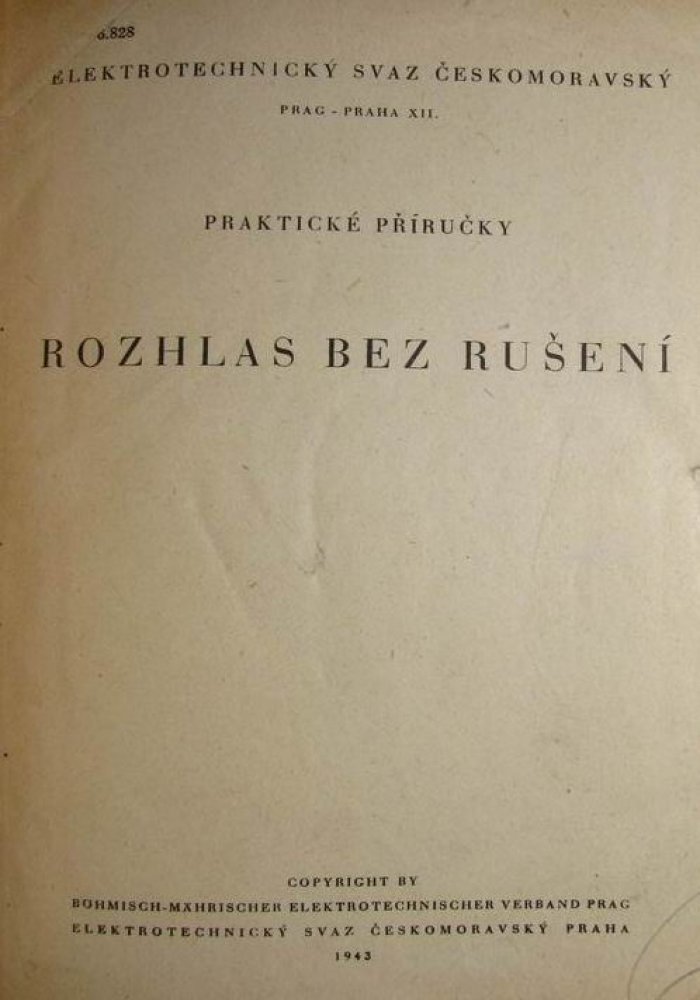 6.828
ELEKTROTECHNICKÝ SVAZ ČESKOMORAVSKÝ
PRAG - PRAHA XII.
PRAKTICKÉ PŘÍRUČKY
ROZHLAS BEZ RUŠENÍ
COPYRIGHT BY
BÖHMISCH-MÄHRISCHER ELEKTROTECHNISCHER VERBAND PRAG
ELEKTROTECHNICKÝ SVAZ ČESKOMORAVSKÝ PRAHA
1943